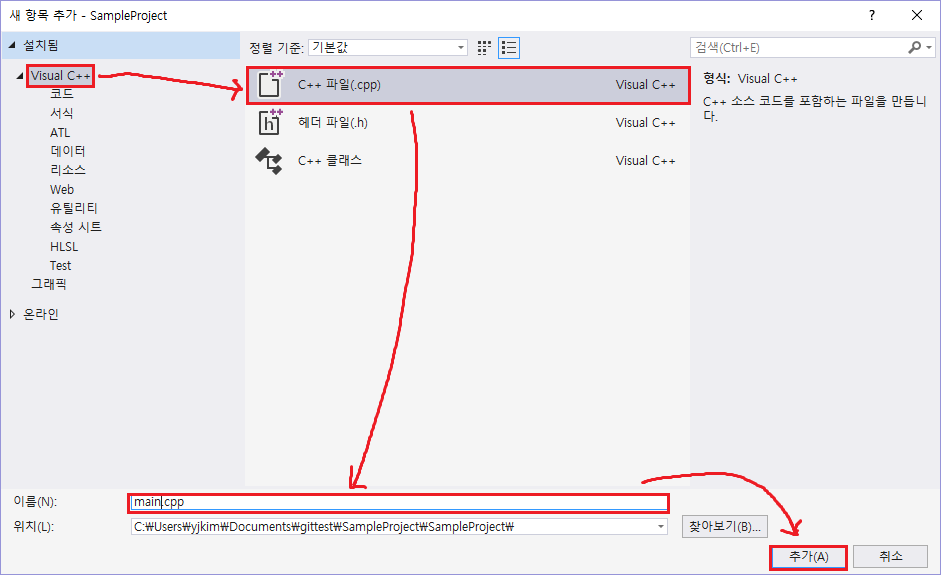 새 항목 추가 - SampleProject
?
설치됨
정렬 기준: 기본값
검색(Ctrl+E)
Visual C++
코드
서식
ATL
데이터
리소스
Web
유틸리티
속성 시트
HLSL
Test
그래픽
온라인
C++ 파일(.cpp) Visual C++
헤더 파일(.h) Visual C++
C++ 클래스 Visual C++
형식: Visual C++
C++ 소스 코드를 포함하는 파일을 만듭니
다.
이름(N): main.cpp
위치(L): C:₩Users₩yjkim₩Documents₩gittest₩SampleProject₩SampleProject₩
찾아보기(B)...
추가(A) 취소